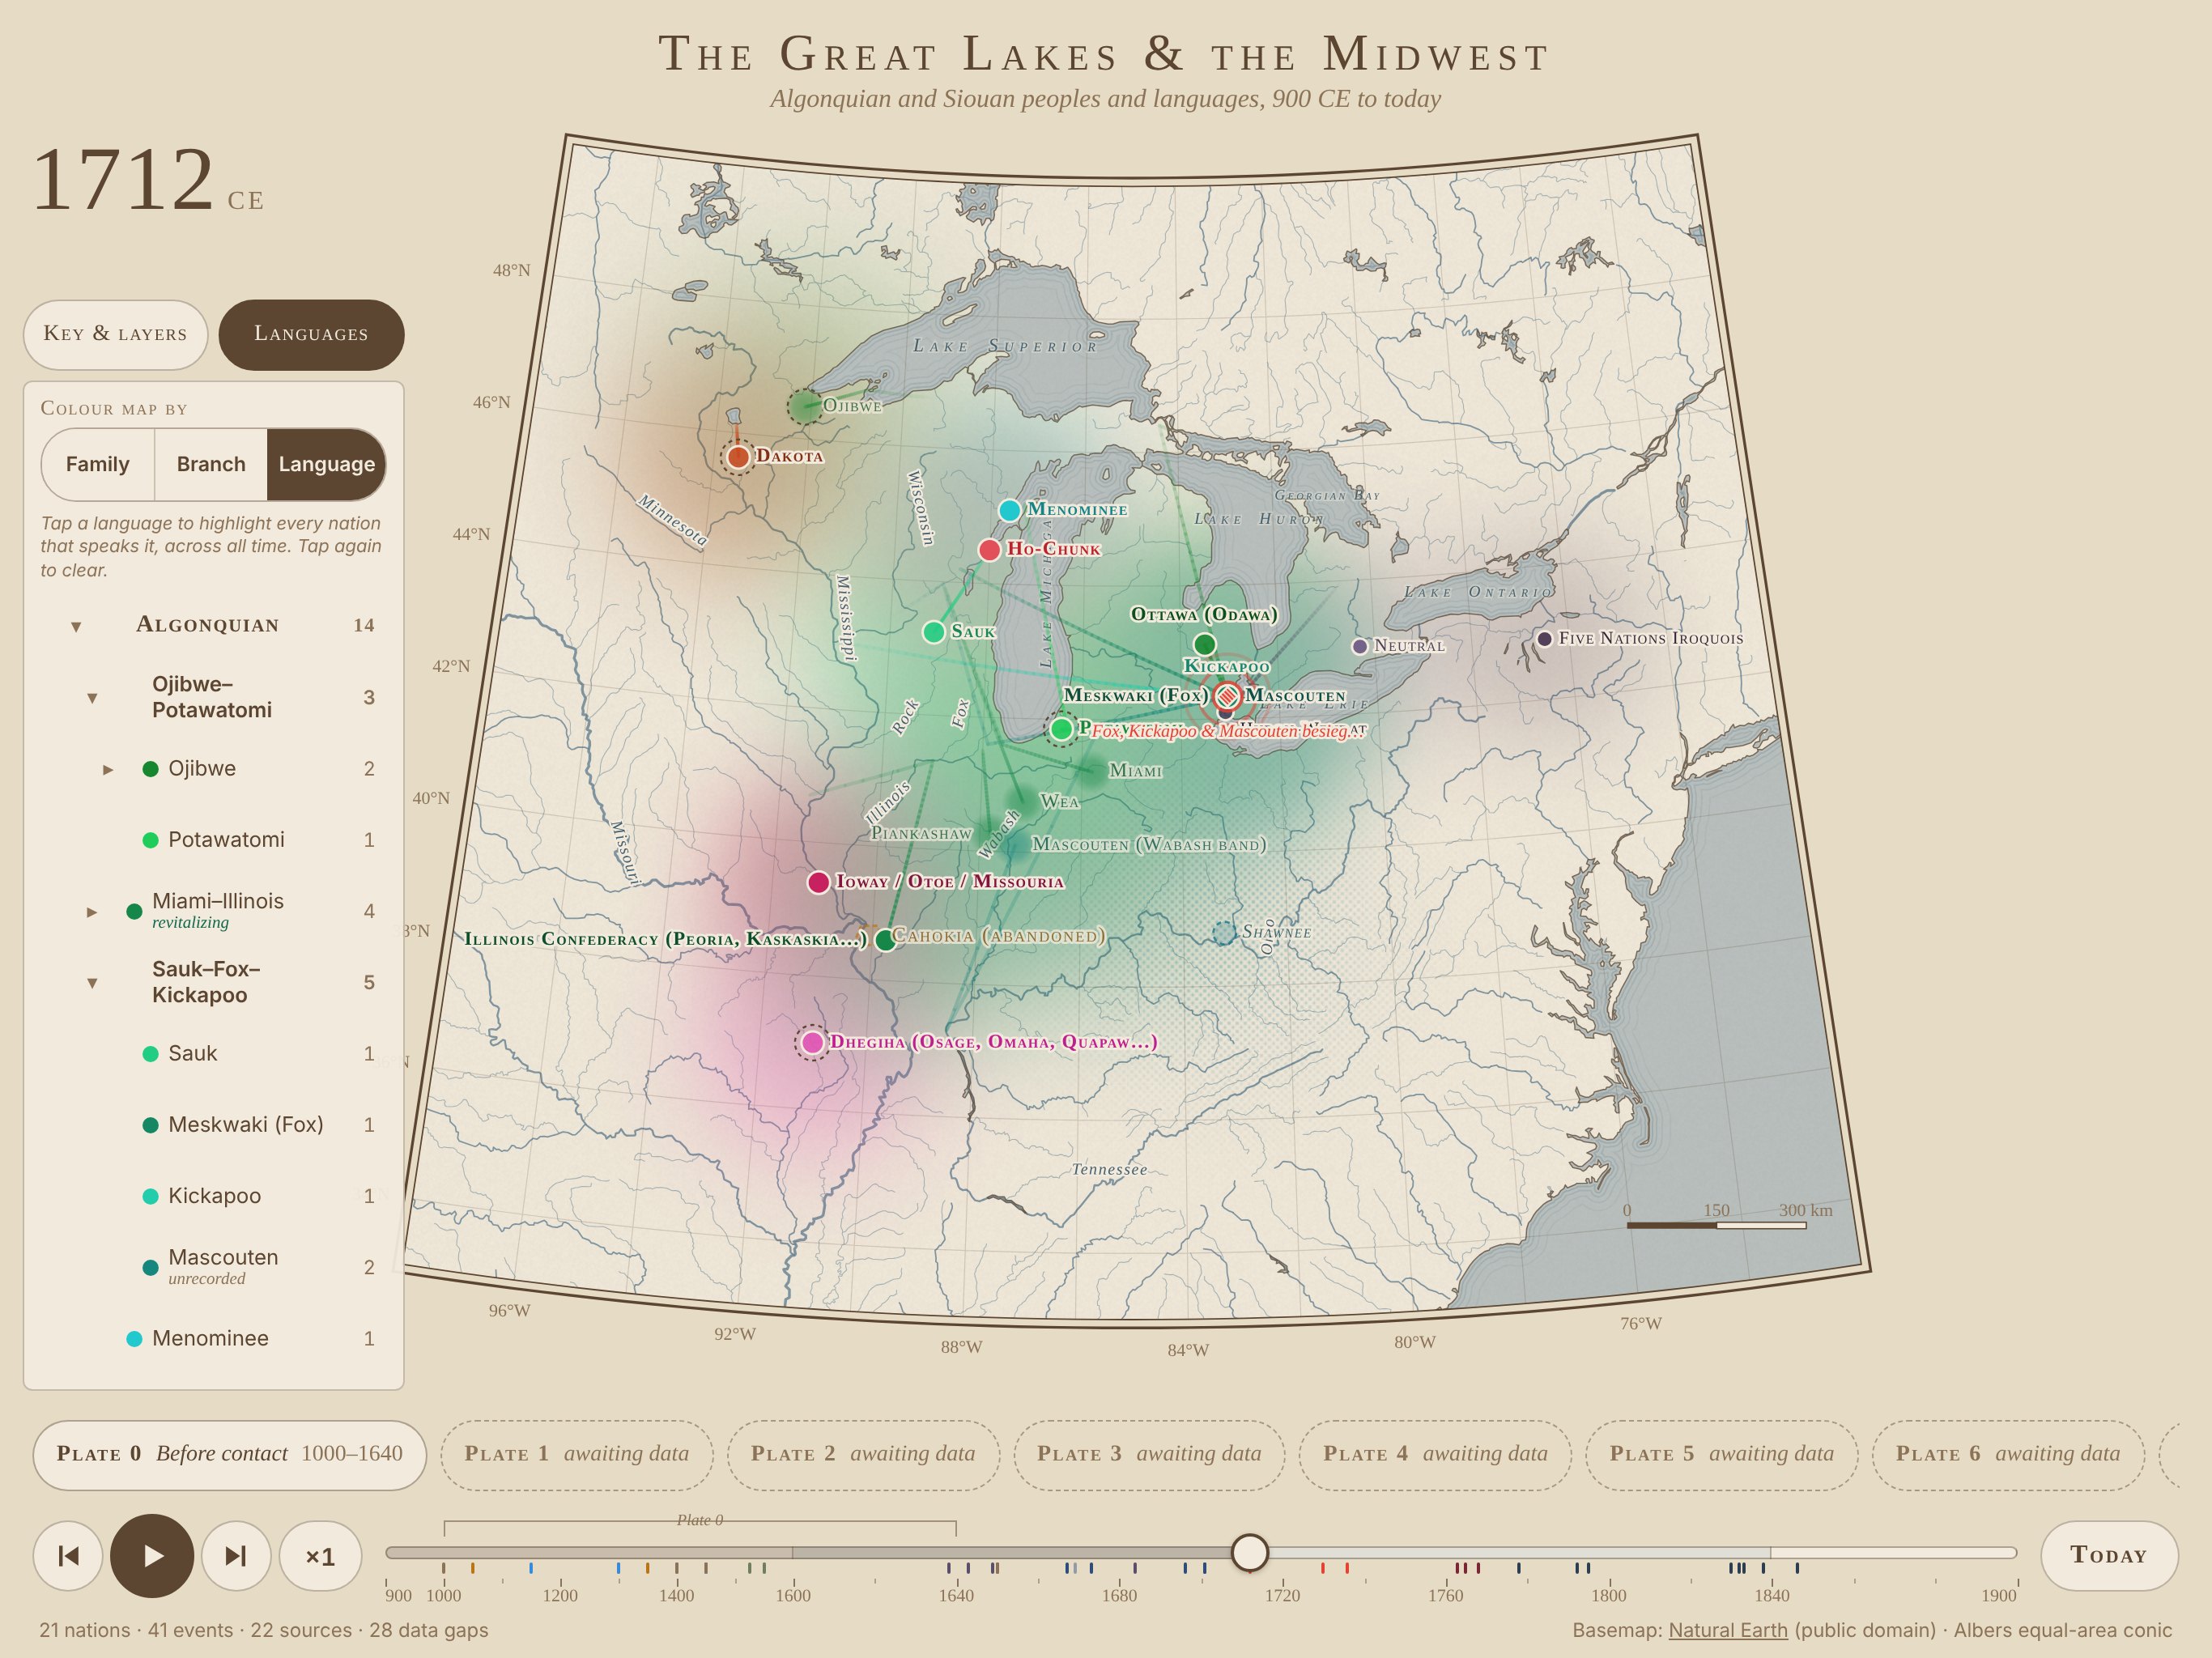 The Great Lakes & the Midwest
Algonquian and Siouan peoples and languages, 900 CE to today
1712 CE
Key & layers
Languages
Colour map by
Family
Branch
Language
Tap a language to highlight every nation
that speaks it, across all time. Tap again
to clear.
▼ Algonquian 14
▼ Ojibwe–
Potawatomi 3
► Ojibwe 2
Potawatomi 1
► Miami–Illinois 4
revitalizing
▼ Sauk–Fox–
Kickapoo 5
Sauk 1
Meskwaki (Fox) 1
Kickapoo 1
Mascouten 2
unrecorded
Menominee 1
48°N
46°N
44°N
42°N
40°N
8°N
96°W
92°W
88°W
84°W
80°W
76°W
Lake Superior
Ojibwe
Dakota
Minnesota
Wisconsin
Menominee
Ho-Chunk
Georgian Bay
Lake Huron
Mississippi
Lake Michigan
Lake Ontario
Ottawa (Odawa)
Sauk
Neutral
Five Nations Iroquois
Kickapoo
Meskwaki (Fox)
Mascouten
Lake Erie
Rock
Fox
Fox, Kickapoo & Mascouten besieg…
Miami
Wea
Illinois
Piankashaw
Wabash
Mascouten (Wabash band)
Missouri
Ioway / Otoe / Missouria
Illinois Confederacy (Peoria, Kaskaskia…)
Cahokia (abandoned)
Shawnee
Ohio
Dhegiha (Osage, Omaha, Quapaw…)
Tennessee
0 150 300 km
Plate 0 Before contact 1000–1640
Plate 1 awaiting data
Plate 2 awaiting data
Plate 3 awaiting data
Plate 4 awaiting data
Plate 5 awaiting data
Plate 6 awaiting data
×1
Plate 0
Today
900 1000 1200 1400 1600 1640 1680 1720 1760 1800 1840 1900
21 nations · 41 events · 22 sources · 28 data gaps
Basemap: Natural Earth (public domain) · Albers equal-area conic